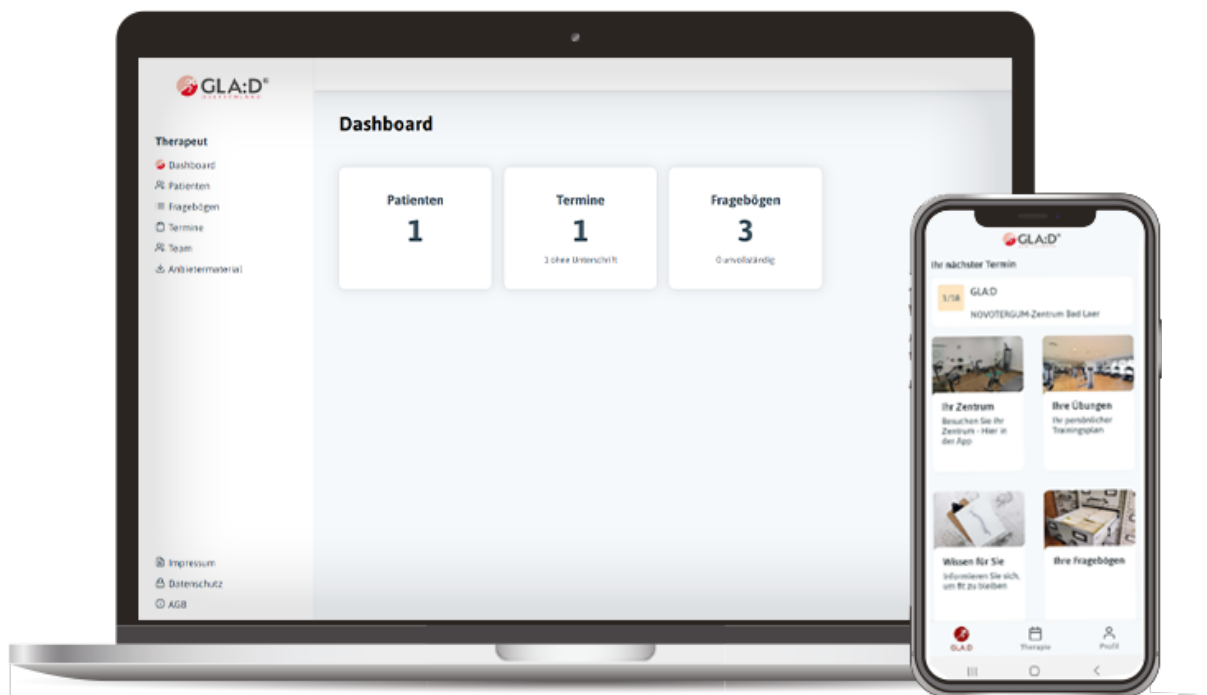 GLA:D®
DEUTSCHLAND
Therapeut
Dashboard
Patienten
Fragebögen
Termine
Team
Anbietermaterial
Impressum
Datenschutz
AGB
Dashboard
Patienten
1
Termine
1
1 ohne Unterschrift
Fragebögen
3
0 unvollständig
GLA:D®
Ihr nächster Termin
GLA:D
NOVOTERGUM-Zentrum Bad Laer
Ihr Zentrum
Besuchen Sie ihr
Zentrum - Hier in
der App
Ihre Übungen
Ihr persönlicher
Trainingsplan
Wissen für Sie
Informieren Sie sich,
um fit zu bleiben
Ihre Fragebögen
GLA:D
Therapie
Profil